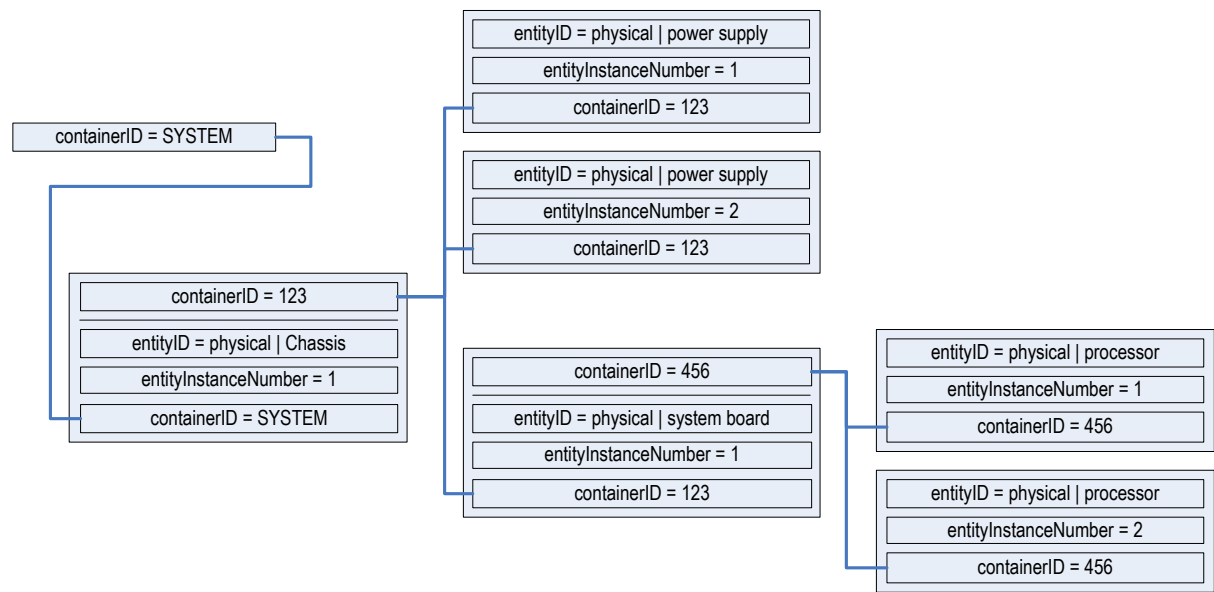 containerID = SYSTEM
containerID = 123
entityID = physical | Chassis
entityInstanceNumber = 1
containerID = SYSTEM
entityID = physical | power supply
entityInstanceNumber = 1
containerID = 123
entityID = physical | power supply
entityInstanceNumber = 2
containerID = 123
containerID = 456
entityID = physical | system board
entityInstanceNumber = 1
containerID = 123
entityID = physical | processor
entityInstanceNumber = 1
containerID = 456
entityID = physical | processor
entityInstanceNumber = 2
containerID = 456